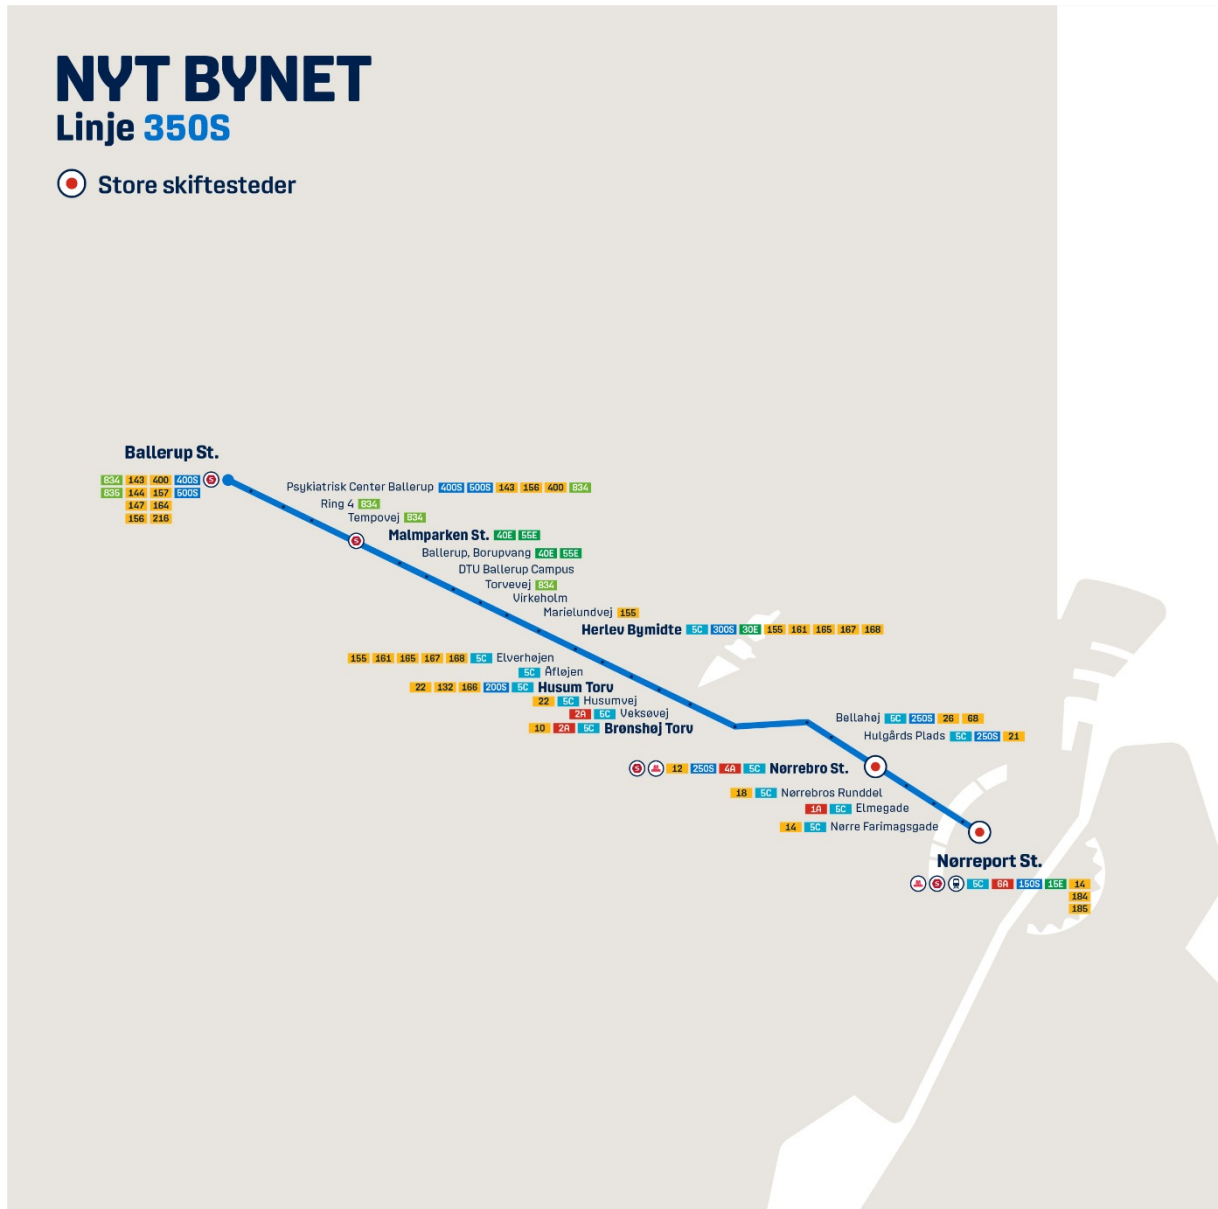 NYT BYNET
Linje 350S
Store skiftesteder
Ballerup St.
834 143 400 400S S
835 144 157 500S
147 164
156 216
Psykiatrisk Center Ballerup 400S 500S 143 156 400 834
Ring 4 834
Tempovej 834
S
Malmparken St. 40E 55E
Ballerup, Borupvang 40E 55E
DTU Ballerup Campus
Torvevej 834
Virkeholm
Marielundvej 155
Herlev Bymidte 5C 300S 30E 155 161 165 167 168
155 161 165 167 168 5C Elverhøjen
5C Afløjen
22 132 166 200S 5C Husum Torv
22 5C Husumvej
2A 5C Veksøvej
10 2A 5C Brønshøj Torv
Bellahøj 5C 250S 26 68
Hulgårds Plads 5C 250S 21
S 12 250S 4A 5C Nørrebro St.
18 5C Nørrebros Runddel
1A 5C Elmegade
14 5C Nørre Farimagsgade
Nørreport St.
S 5C 6A 150S 15E 14
184
185